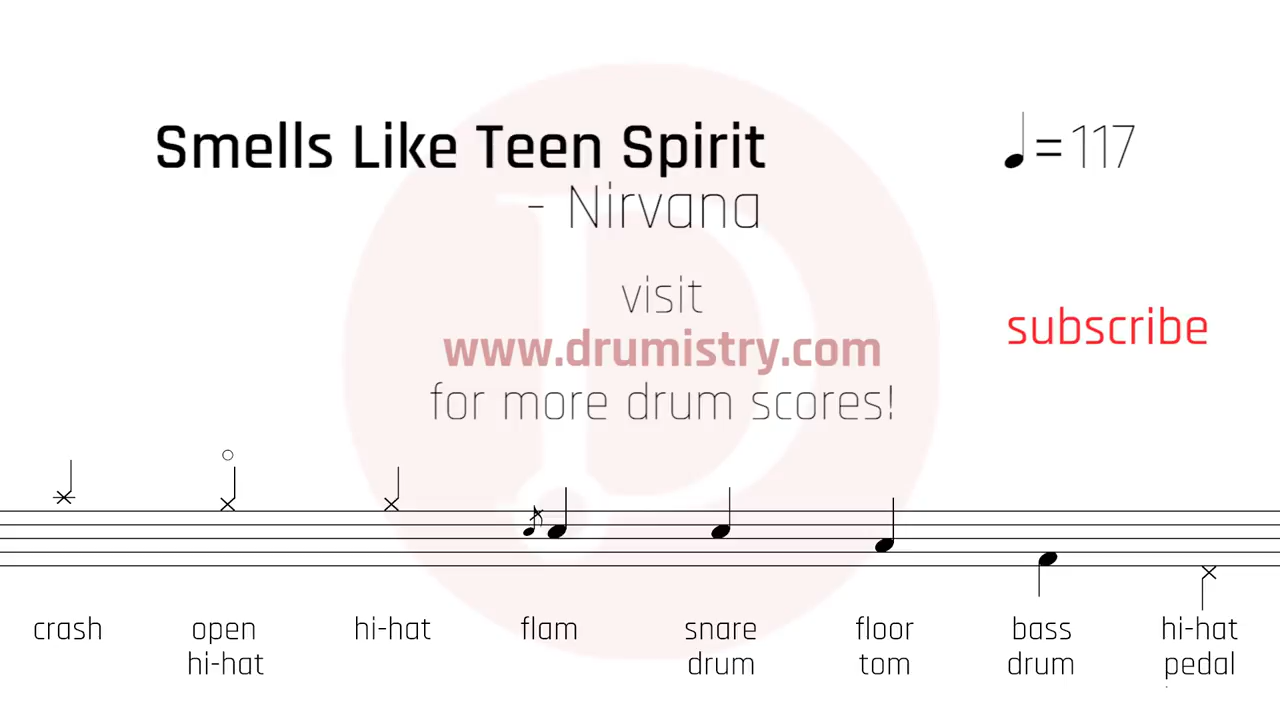 Smells Like Teen Spirit
- Nirvana
= 117
visit
www.drumistry.com
for more drum scores!
subscribe
crash
open
hi-hat
hi-hat
flam
snare
drum
floor
tom
bass
drum
hi-hat
pedal